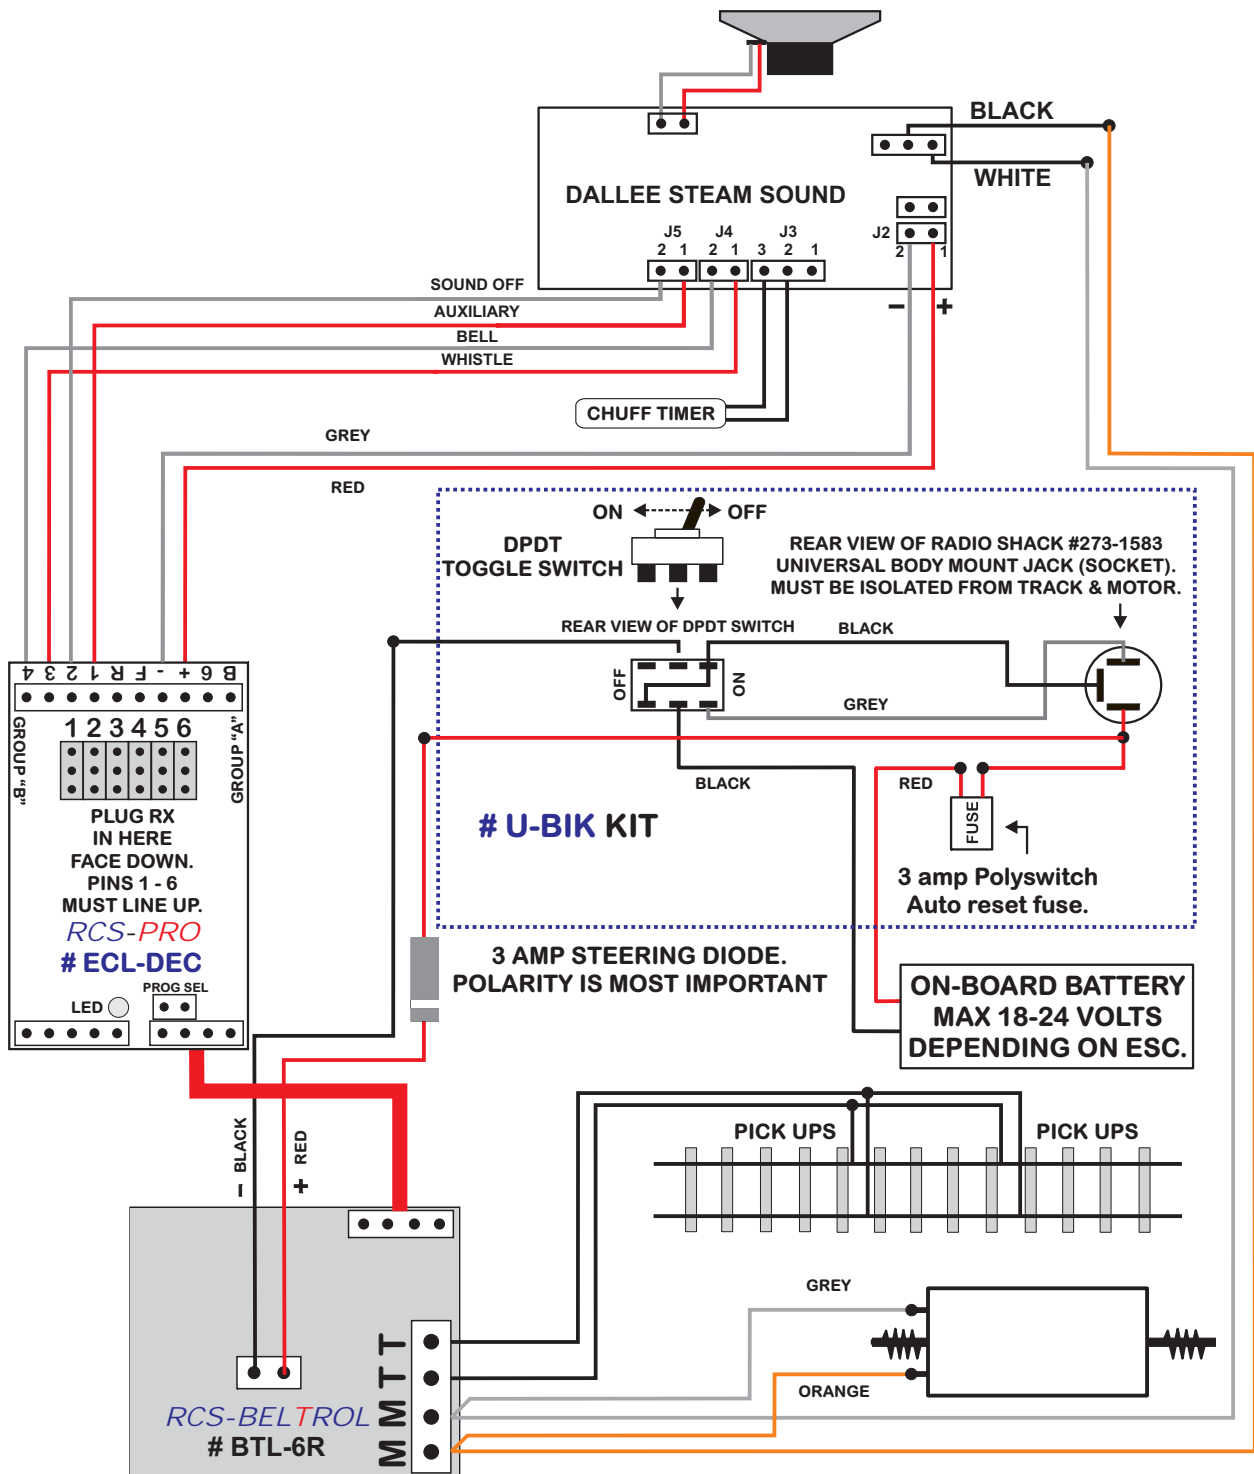 BLACK
WHITE
DALLEE STEAM SOUND
J5
J4
J3
J2
2 1
2 1
3 2 1
2 1
- +
SOUND OFF
AUXILIARY
BELL
WHISTLE
CHUFF TIMER
GREY
RED
ON OFF
DPDT
TOGGLE SWITCH
REAR VIEW OF RADIO SHACK #273-1583
UNIVERSAL BODY MOUNT JACK (SOCKET).
MUST BE ISOLATED FROM TRACK & MOTOR.
REAR VIEW OF DPDT SWITCH
BLACK
OFF
ON
GREY
BLACK
RED
FUSE
# U-BIK KIT
3 amp Polyswitch
Auto reset fuse.
4 3 2 1 R F - + 6 B
GROUP "B"
GROUP "A"
1 2 3 4 5 6
PLUG RX
IN HERE
FACE DOWN.
PINS 1 - 6
MUST LINE UP.
RCS-PRO
# ECL-DEC
PROG SEL
LED
3 AMP STEERING DIODE.
POLARITY IS MOST IMPORTANT
ON-BOARD BATTERY
MAX 18-24 VOLTS
DEPENDING ON ESC.
- BLACK
+ RED
PICK UPS
PICK UPS
GREY
ORANGE
M M T T
RCS-BELTROL
# BTL-6R